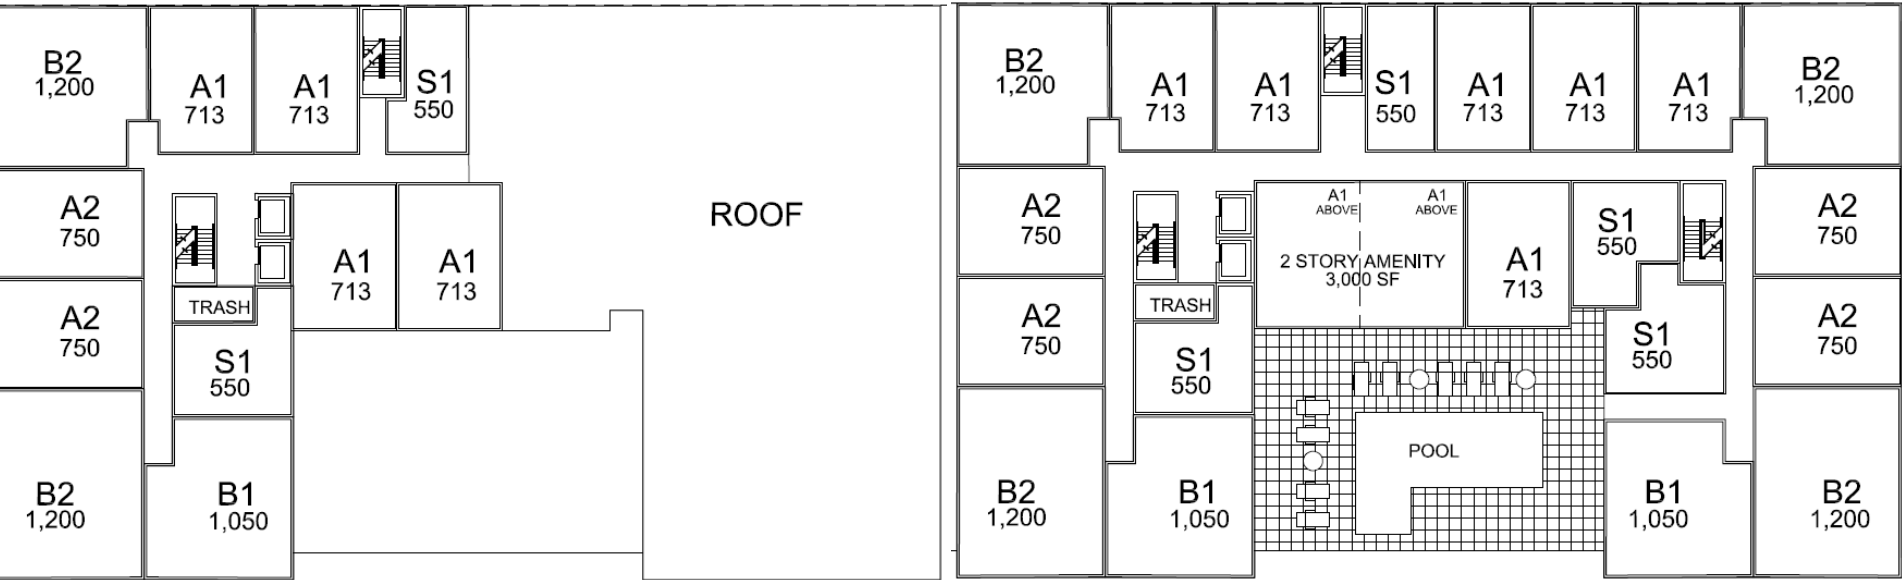 B2
1,200
A1
713
A1
713
S1
550
A2
750
A2
750
TRASH
S1
550
A1
713
A1
713
B2
1,200
B1
1,050
ROOF
B2
1,200
A1
713
A1
713
S1
550
A1
713
A1
713
A1
713
B2
1,200
A2
750
A2
750
TRASH
S1
550
A1
ABOVE
A1
ABOVE
2 STORY AMENITY
3,000 SF
A1
713
S1
550
S1
550
A2
750
A2
750
B2
1,200
B1
1,050
POOL
B1
1,050
B2
1,200